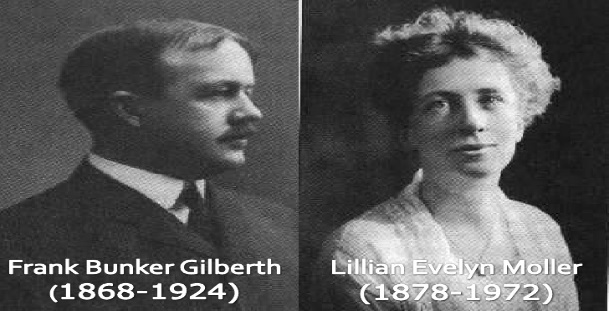 Frank Bunker Gilberth
(1868-1924)
Lillian Evelyn Moller
(1878-1972)